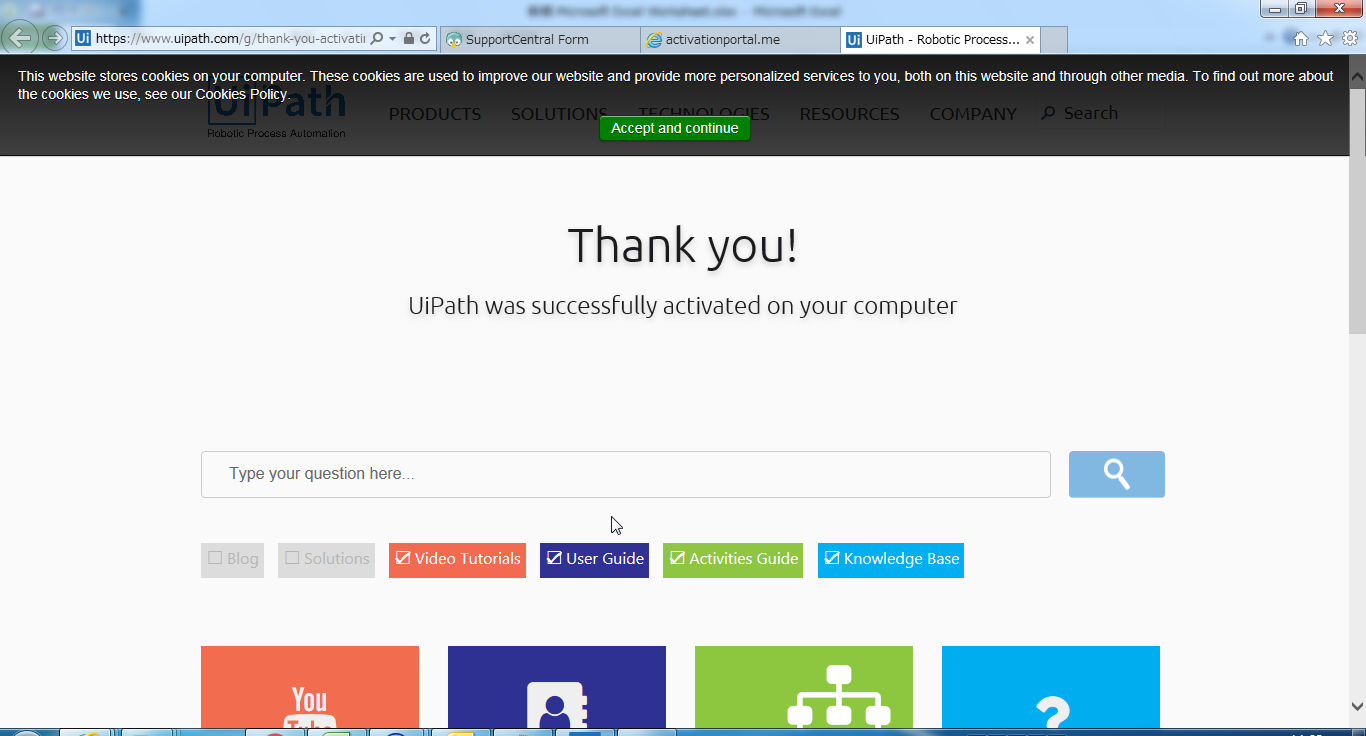 https://www.uipath.com/g/thank-you-activatin
SupportCentral Form
activationportal.me
UiPath - Robotic Process...
This website stores cookies on your computer. These cookies are used to improve our website and provide more personalized services to you, both on this website and through other media. To find out more about
the cookies we use, see our Cookies Policy.
UiPath
Robotic Process Automation
PRODUCTS
SOLUTIONS
TECHNOLOGIES
RESOURCES
COMPANY
Search
Accept and continue
Thank you!
UiPath was successfully activated on your computer
Type your question here...
Blog
Solutions
Video Tutorials
User Guide
Activities Guide
Knowledge Base
You
Tube
?